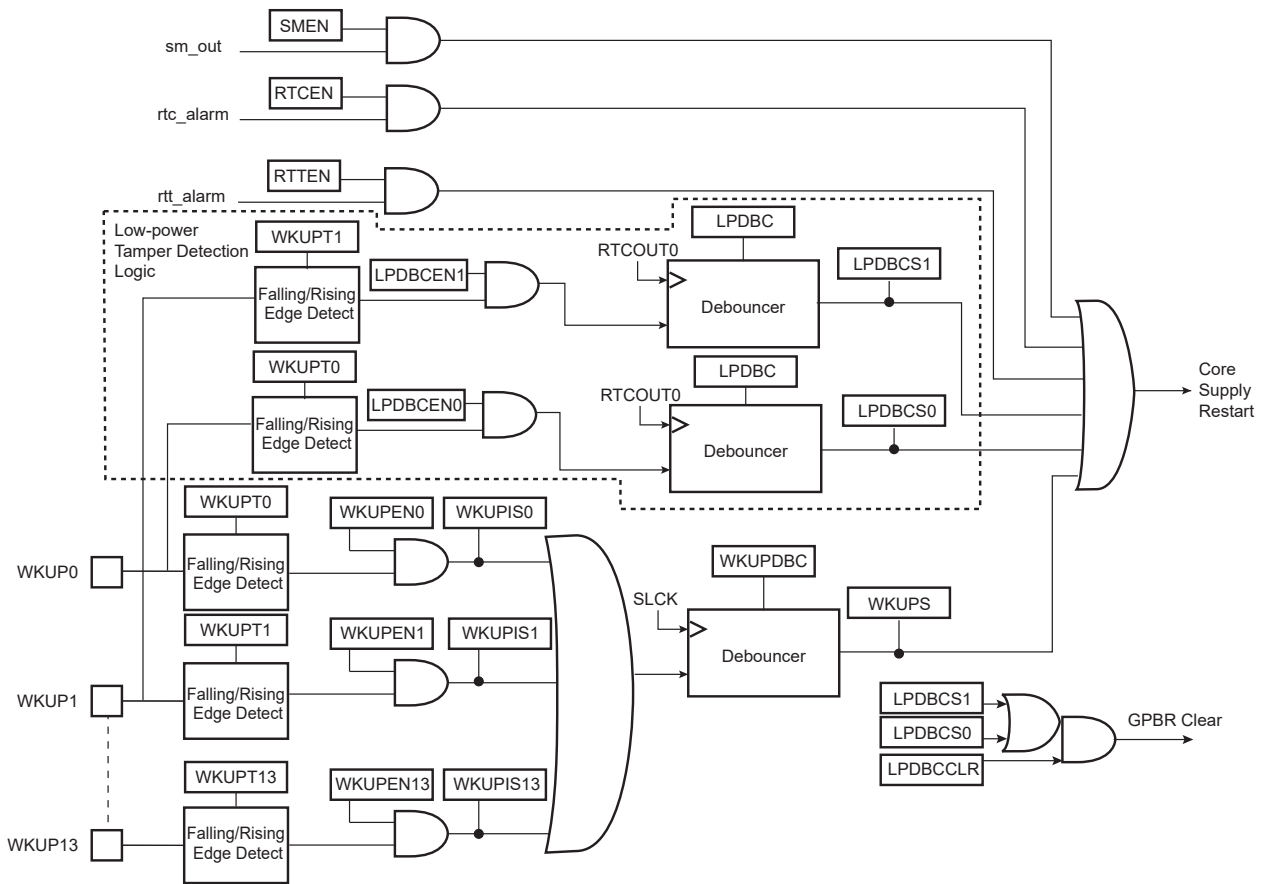 SMEN
sm_out
RTCEN
rtc_alarm
RTTEN
rtt_alarm
Low-power
Tamper Detection
Logic
WKUPT1
Falling/Rising
Edge Detect
LPDBCEN1
RTCOUT0
LPDBC
Debouncer
LPDBCS1
WKUPT0
Falling/Rising
Edge Detect
LPDBCEN0
RTCOUT0
LPDBC
Debouncer
LPDBCS0
Core
Supply
Restart
WKUP0
WKUPT0
Falling/Rising
Edge Detect
WKUPEN0
WKUPIS0
WKUP1
WKUPT1
Falling/Rising
Edge Detect
WKUPEN1
WKUPIS1
WKUP13
WKUPT13
Falling/Rising
Edge Detect
WKUPEN13
WKUPIS13
SLCK
WKUPDBC
Debouncer
WKUPS
LPDBCS1
LPDBCS0
LPDBCCLR
GPBR Clear